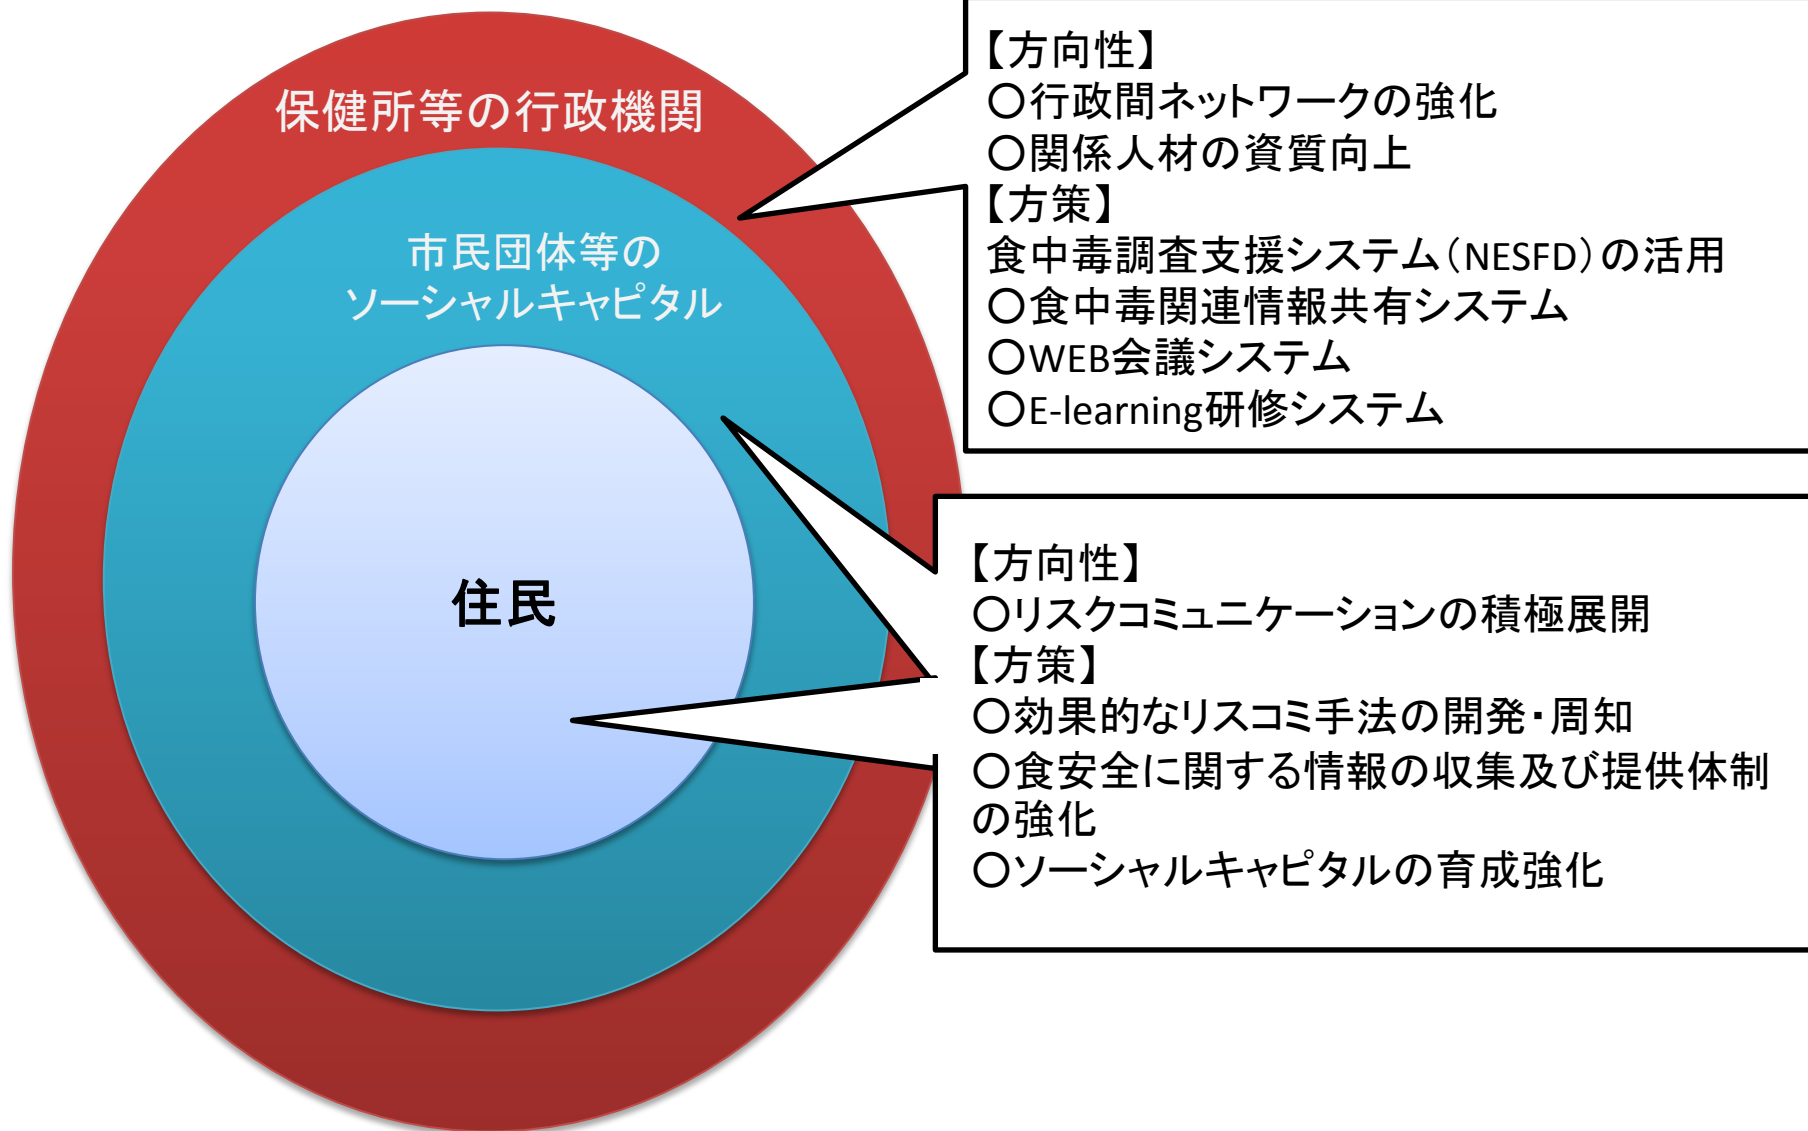 保健所等の行政機関
市民団体等の
ソーシャルキャピタル
住民
【方向性】
〇行政間ネットワークの強化
〇関係人材の資質向上
【方策】
食中毒調査支援システム（NESFD）の活用
〇食中毒関連情報共有システム
〇WEB会議システム
〇E-learning研修システム
【方向性】
〇リスクコミュニケーションの積極展開
【方策】
〇効果的なリスコミ手法の開発・周知
〇食安全に関する情報の収集及び提供体制
の強化
〇ソーシャルキャピタルの育成強化